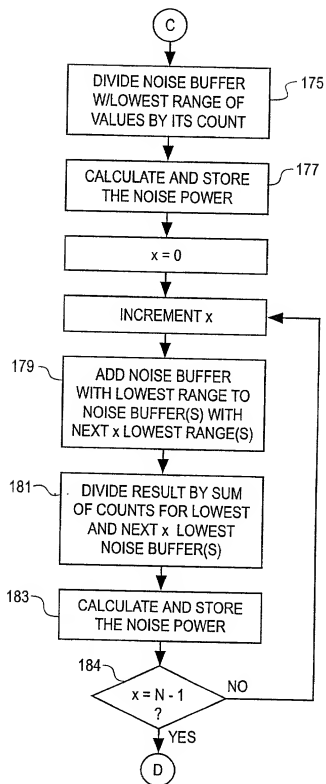 C
DIVIDE NOISE BUFFER
W/LOWEST RANGE OF
VALUES BY ITS COUNT
175
CALCULATE AND STORE
THE NOISE POWER
177
x = 0
INCREMENT x
179
ADD NOISE BUFFER
WITH LOWEST RANGE TO
NOISE BUFFER(S) WITH
NEXT x LOWEST RANGE(S)
181
DIVIDE RESULT BY SUM
OF COUNTS FOR LOWEST
AND NEXT x LOWEST
NOISE BUFFER(S)
183
CALCULATE AND STORE
THE NOISE POWER
184
x = N - 1
?
NO
YES
D